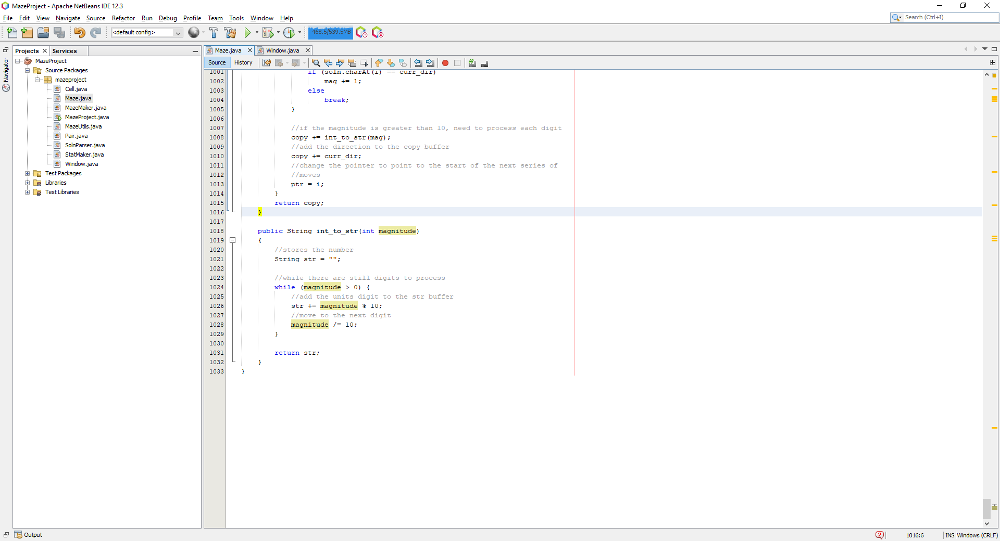 MazeProject - Apache NetBeans IDE 12.3
File Edit View Navigate Source Refactor Run Debug Profile Team Tools Window Help
Search (Ctrl+I)
<default config>
468.5/539.5MB
Projects Services
Navigator
MazeProject
Source Packages
mazeproject
Cell.java
Maze.java
MazeMaker.java
MazeProject.java
MazeUtils.java
Pair.java
SolnParser.java
StatMaker.java
Window.java
Test Packages
Libraries
Test Libraries
Maze.java Window.java
Source History
1001 if (soln.charAt(i) == curr_dir)
1002 mag += 1;
1003 else
1004 break;
1005 }
1006
1007 //if the magnitude is greater than 10, need to process each digit
1008 copy += int_to_str(mag);
1009 //add the direction to the copy buffer
1010 copy += curr_dir;
1011 //change the pointer to point to the start of the next series of
1012 //moves
1013 ptr = i;
1014 }
1015 return copy;
1016 }
1017
1018 public String int_to_str(int magnitude)
1019 {
1020 //stores the number
1021 String str = "";
1022
1023 //while there are still digits to process
1024 while (magnitude > 0) {
1025 //add the units digit to the str buffer
1026 str += magnitude % 10;
1027 //move to the next digit
1028 magnitude /= 10;
1029 }
1030
1031 return str;
1032 }
1033 }
Output
2 1016:6 INS Windows (CRLF)